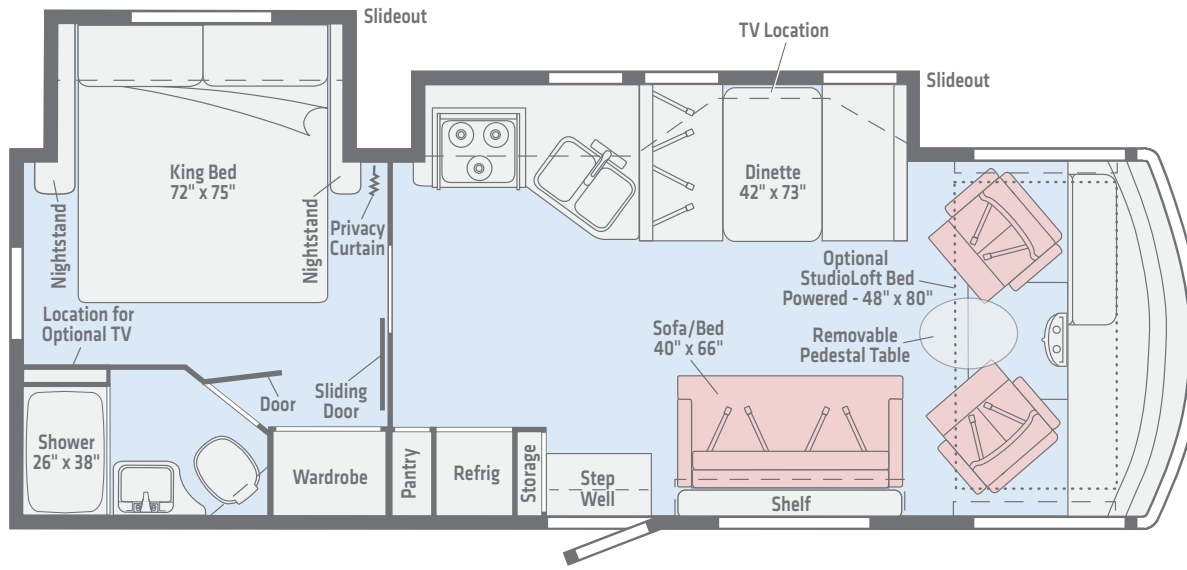 Slideout
TV Location
Slideout
King Bed
72" x 75"
Nightstand
Nightstand
Privacy
Curtain
Dinette
42" x 73"
Optional
StudioLoft Bed
Powered - 48" x 80"
Location for
Optional TV
Sofa/Bed
40" x 66"
Removable
Pedestal Table
Door
Sliding
Door
Shower
26" x 38"
Wardrobe
Pantry
Refrig
Storage
Step
Well
Shelf